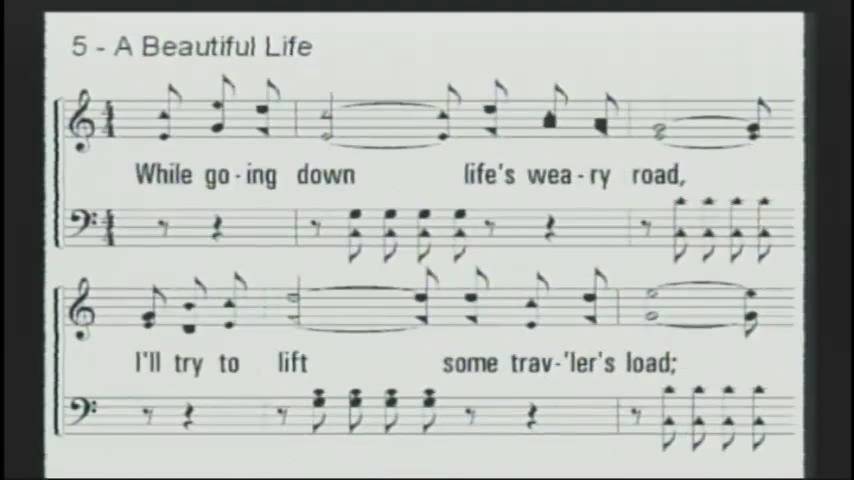 5 - A Beautiful Life
While go - ing down life's wea - ry road,
I'll try to lift some trav-'ler's load;